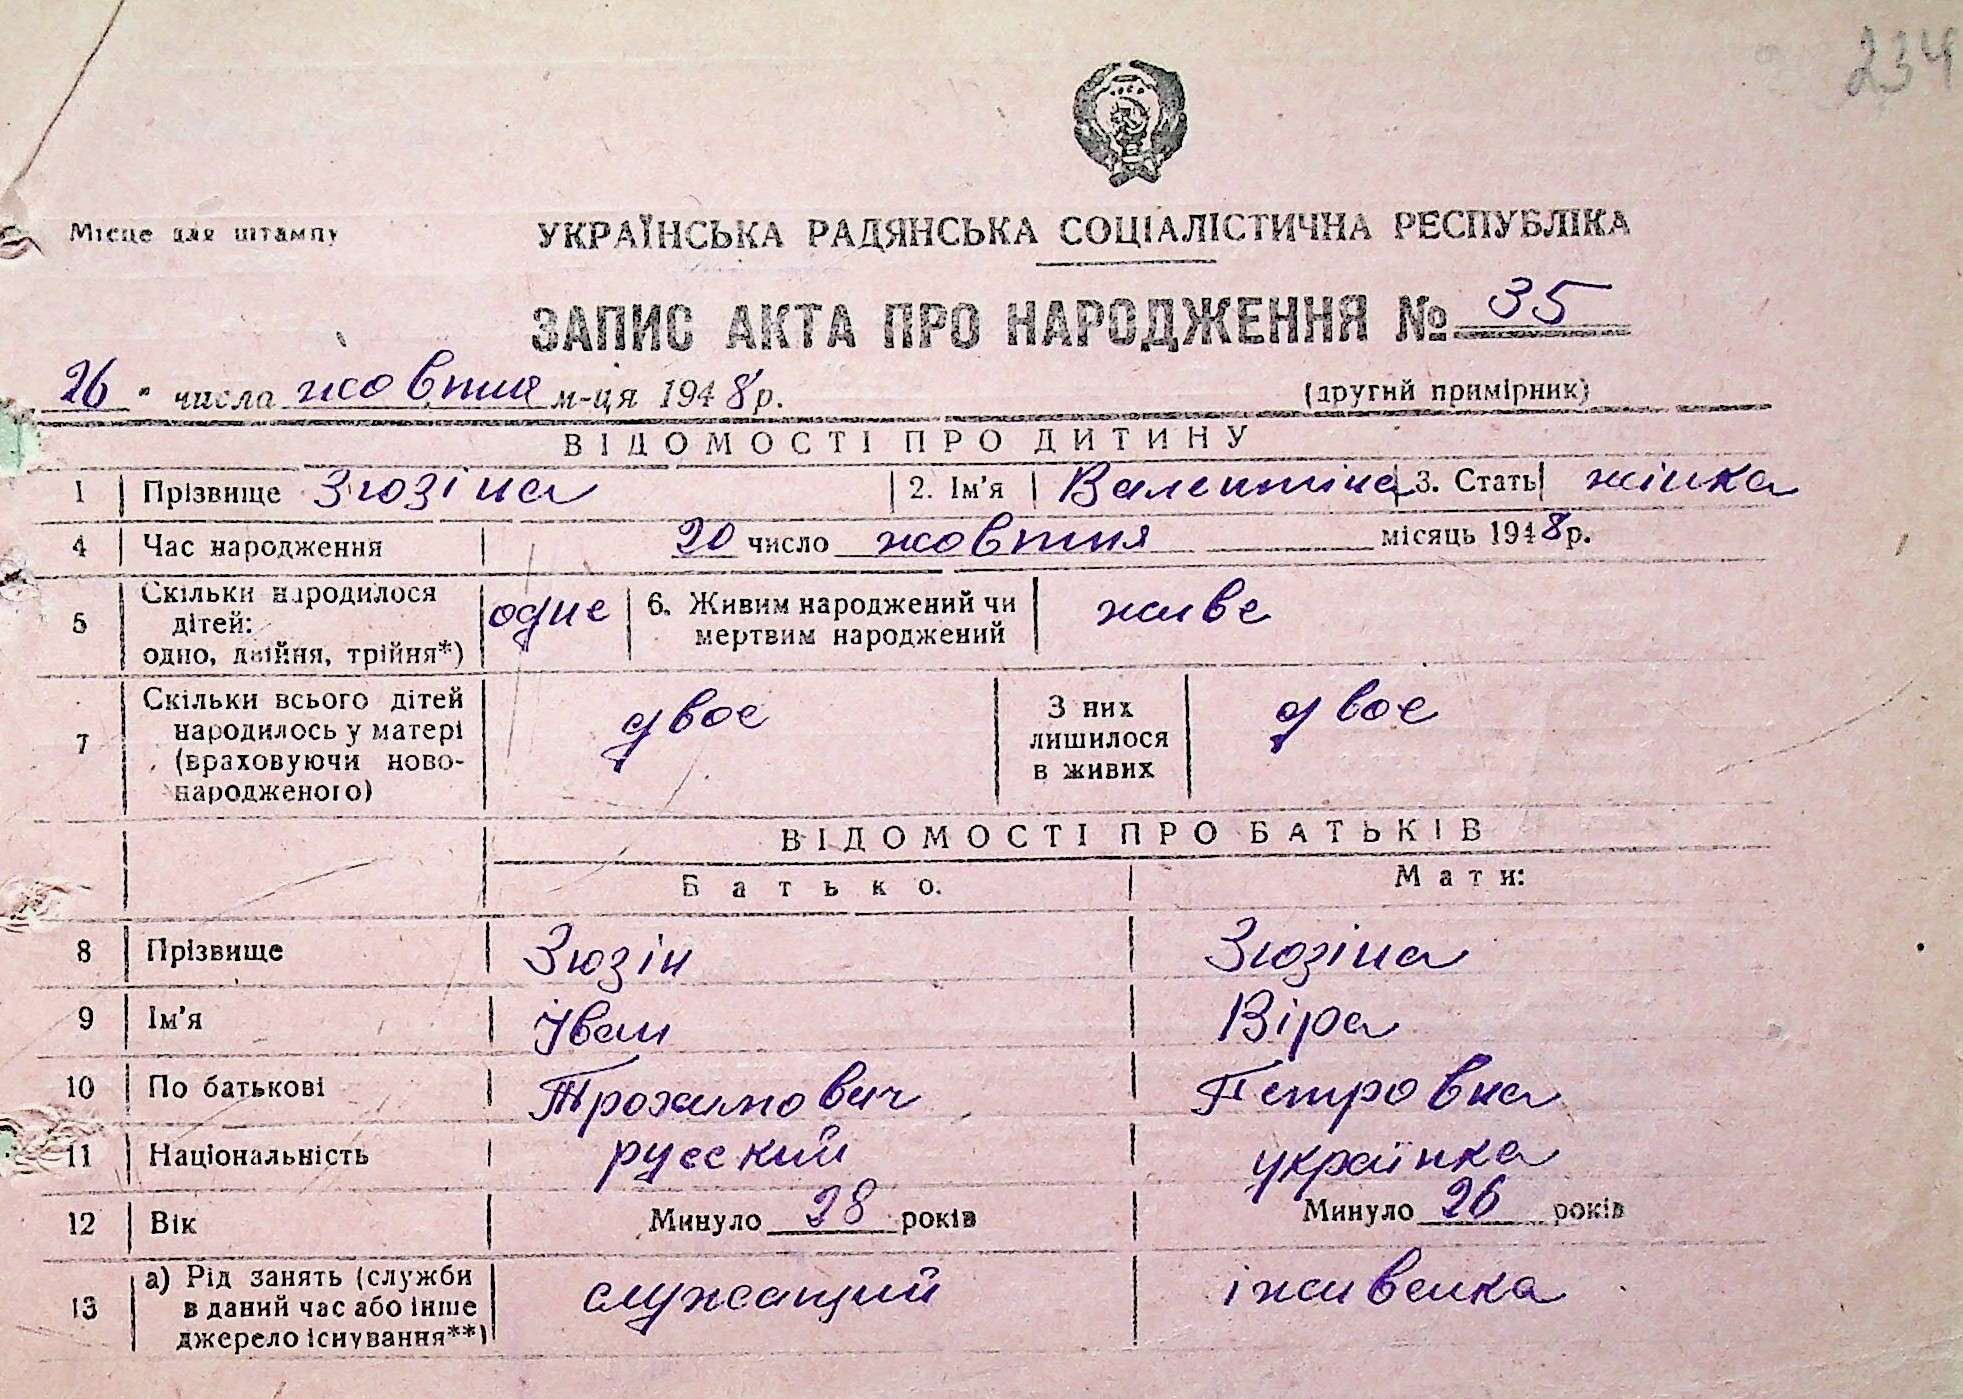 234
Місце для штампу
УКРАЇНСЬКА РАДЯНСЬКА СОЦІАЛІСТИЧНА РЕСПУБЛІКА
ЗАПИС АКТА ПРО НАРОДЖЕННЯ № 35
26 " числа жовтня м-ця 1948 р.
(другий примірник)
ВІДОМОСТІ ПРО ДИТИНУ
1 Прізвище Зюзіна 2. Ім'я Валентіна 3. Стать жінка
4 Час народження 20 число жовтня місяць 1948 р.
5 Скільки народилося дітей: одно, двійня, трійня*) одне 6. Живим народжений чи мертвим народжений живе
7 Скільки всього дітей народилось у матері (враховуючи новонародженого) двоє З них лишилося в живих двоє
ВІДОМОСТІ ПРО БАТЬКІВ
Батько. Мати:
8 Прізвище Зюзін Зюзіна
9 Ім'я Іван Віра
10 По батькові Трохимович Петровна
11 Національність русский українка
12 Вік Минуло 28 років Минуло 26 років
13 а) Рід занять (служби в даний час або інше джерело існування**) служащий іживенка